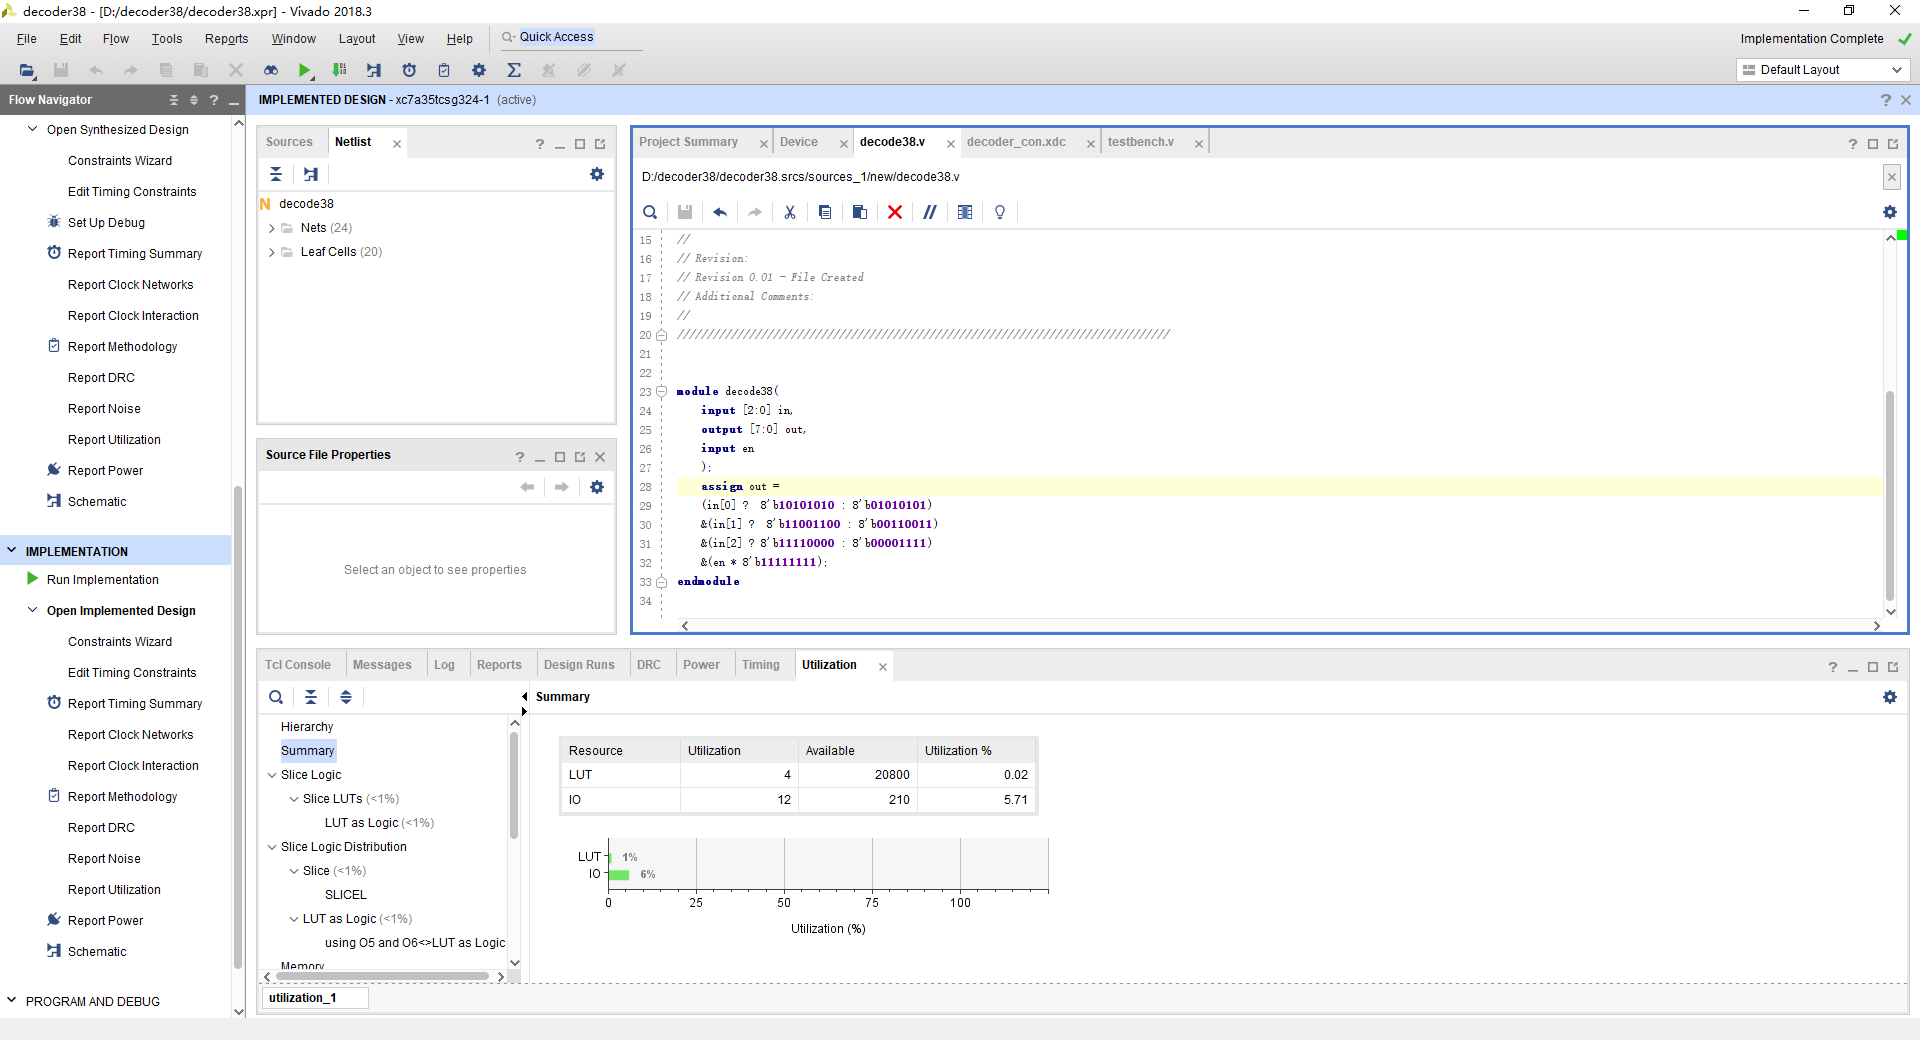 decoder38 - [D:/decoder38/decoder38.xpr] - Vivado 2018.3
File Edit Flow Tools Reports Window Layout View Help Quick Access
Implementation Complete
Default Layout
Flow Navigator
IMPLEMENTED DESIGN - xc7a35tcsg324-1 (active)
Open Synthesized Design
Constraints Wizard
Edit Timing Constraints
Set Up Debug
Report Timing Summary
Report Clock Networks
Report Clock Interaction
Report Methodology
Report DRC
Report Noise
Report Utilization
Report Power
Schematic
IMPLEMENTATION
Run Implementation
Open Implemented Design
Constraints Wizard
Edit Timing Constraints
Report Timing Summary
Report Clock Networks
Report Clock Interaction
Report Methodology
Report DRC
Report Noise
Report Utilization
Report Power
Schematic
PROGRAM AND DEBUG
Sources Netlist
N decode38
Nets (24)
Leaf Cells (20)
Source File Properties
Select an object to see properties
Project Summary Device decode38.v decoder_con.xdc testbench.v
D:/decoder38/decoder38.srcs/sources_1/new/decode38.v
15 //
16 // Revision:
17 // Revision 0.01 - File Created
18 // Additional Comments:
19 //
20 //////////////////////////////////////////////////////////////////////////////////
21
22
23 module decode38(
24 input [2:0] in,
25 output [7:0] out,
26 input en
27 );
28 assign out =
29 (in[0] ? 8'b10101010 : 8'b01010101)
30 &(in[1] ? 8'b11001100 : 8'b00110011)
31 &(in[2] ? 8'b11110000 : 8'b00001111)
32 &(en * 8'b11111111);
33 endmodule
34
Tcl Console Messages Log Reports Design Runs DRC Power Timing Utilization
Summary
Hierarchy
Summary
Slice Logic
Slice LUTs (<1%)
LUT as Logic (<1%)
Slice Logic Distribution
Slice (<1%)
SLICEL
LUT as Logic (<1%)
using O5 and O6<>LUT as Logic
Memory
Resource Utilization Available Utilization %
LUT 4 20800 0.02
IO 12 210 5.71
LUT 1%
IO 6%
0 25 50 75 100
Utilization (%)
utilization_1